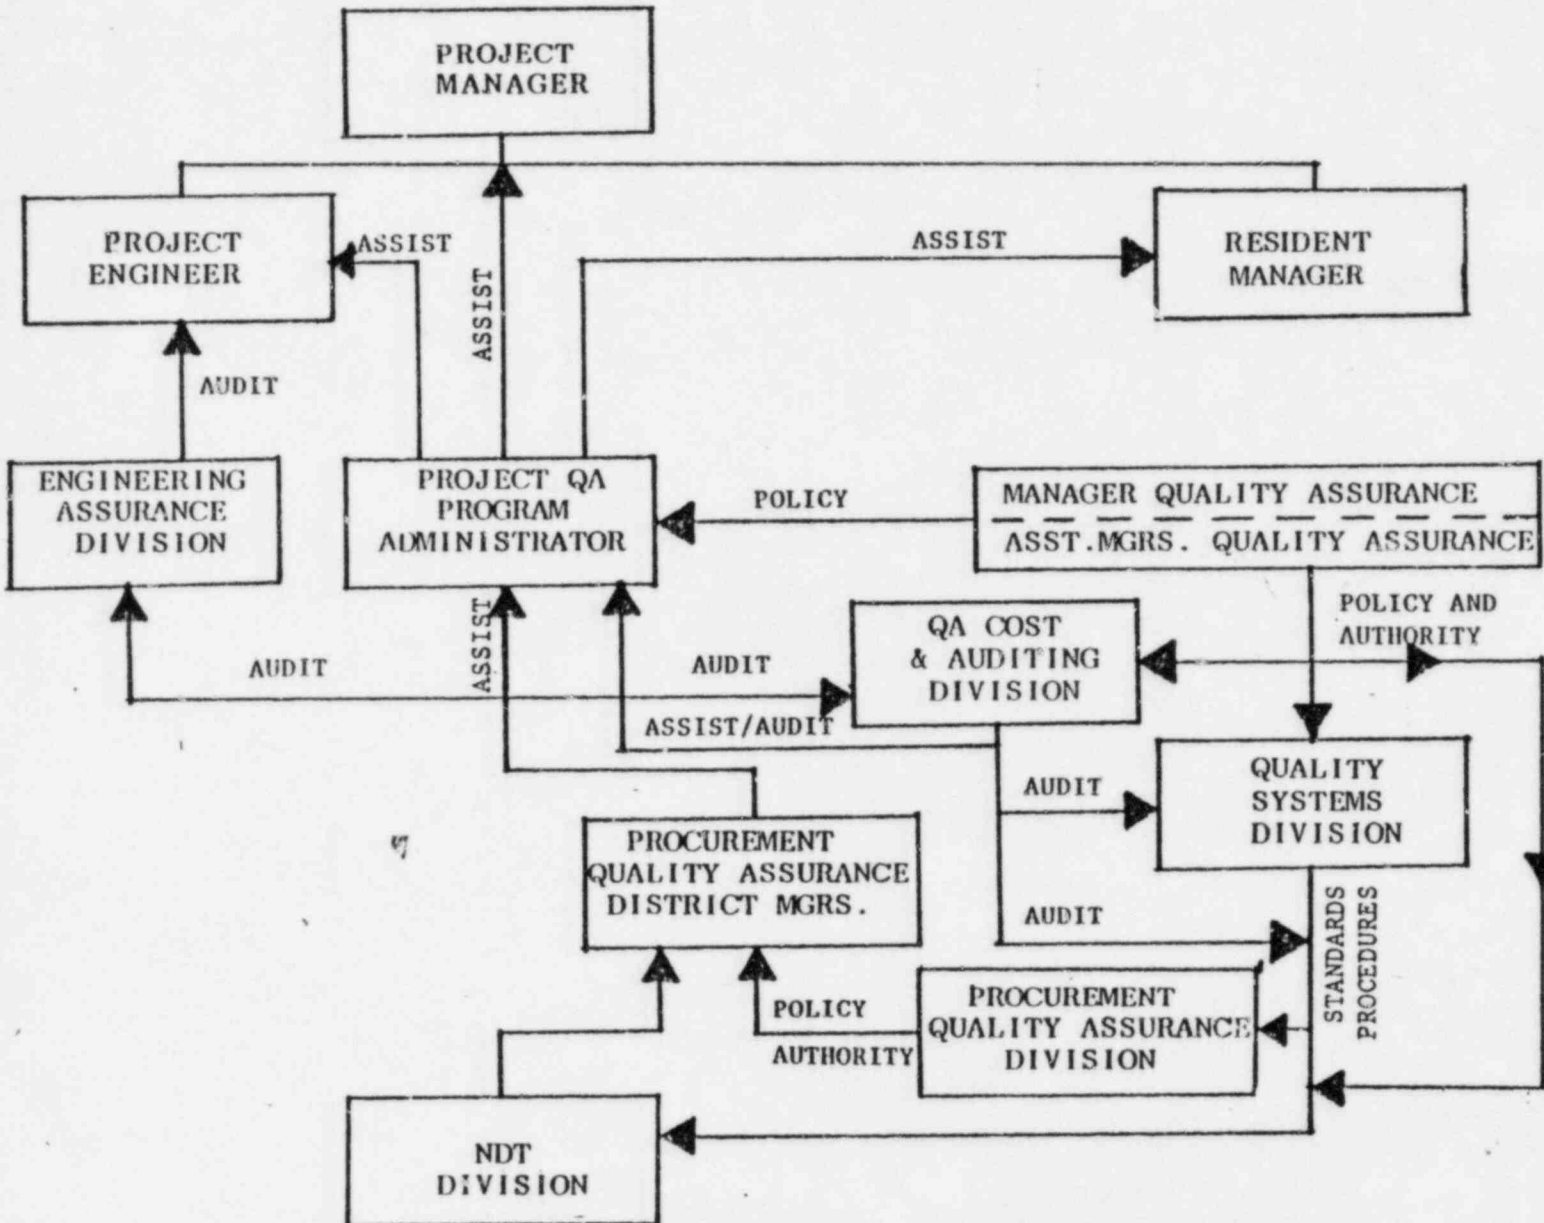 PROJECT
MANAGER
PROJECT
ENGINEER
ASSIST
ASSIST
ASSIST
RESIDENT
MANAGER
AUDIT
ENGINEERING
ASSURANCE
DIVISION
PROJECT QA
PROGRAM
ADMINISTRATOR
POLICY
MANAGER QUALITY ASSURANCE
ASST.MGRS. QUALITY ASSURANCE
POLICY AND
AUTHORITY
ASSIST
QA COST
& AUDITING
DIVISION
AUDIT
AUDIT
ASSIST/AUDIT
AUDIT
QUALITY
SYSTEMS
DIVISION
PROCUREMENT
QUALITY ASSURANCE
DISTRICT MGRS.
AUDIT
STANDARDS
PROCEDURES
POLICY
AUTHORITY
PROCUREMENT
QUALITY ASSURANCE
DIVISION
NDT
DIVISION